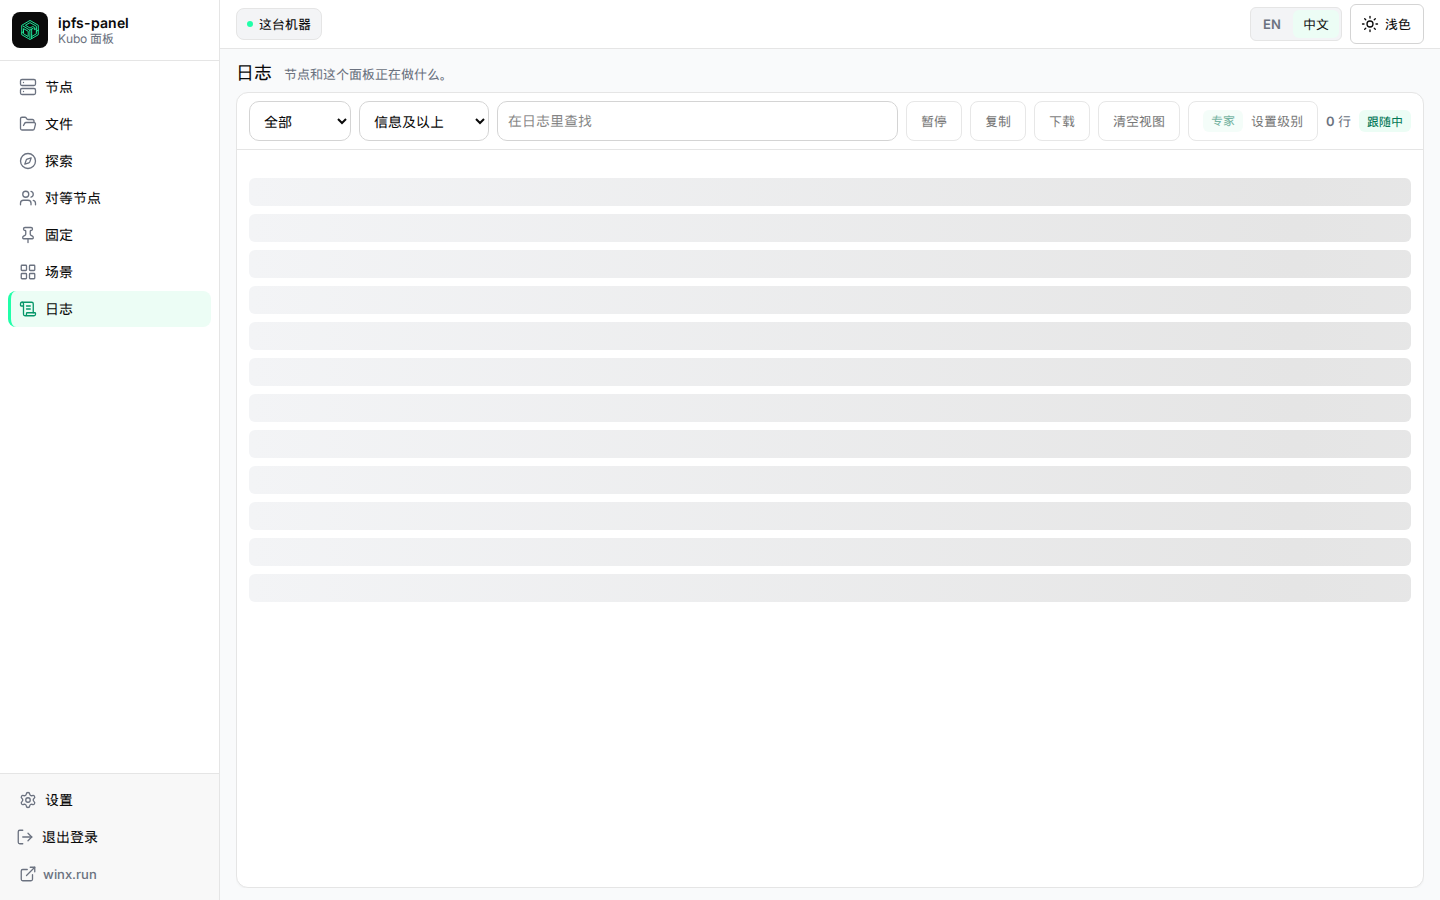 ipfs-panel
Kubo 面板
节点
文件
探索
对等节点
固定
场景
日志
设置
退出登录
winx.run
这台机器
EN 中文 浅色
日志 节点和这个面板正在做什么。
全部 信息及以上 在日志里查找 暂停 复制 下载 清空视图 专家 设置级别 0 行 跟随中